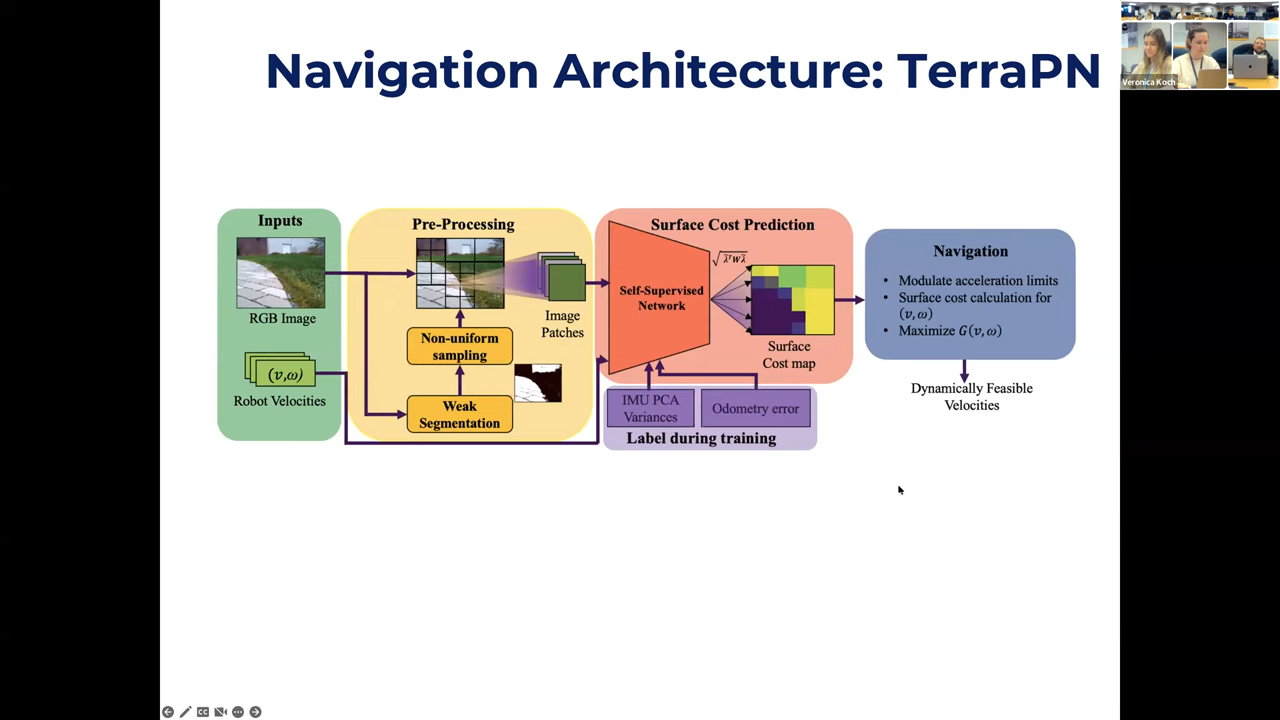 Navigation Architecture: TerraPN
Veronica Koch
Inputs
RGB Image
(v,ω)
Robot Velocities
Pre-Processing
Non-uniform
sampling
Weak
Segmentation
Image
Patches
Surface Cost Prediction
Self-Supervised
Network
√λ̄ᵀWλ̄
Surface
Cost map
IMU PCA
Variances
Odometry error
Label during training
Navigation
• Modulate acceleration limits
• Surface cost calculation for
(v, ω)
• Maximize G(v, ω)
Dynamically Feasible
Velocities
CC